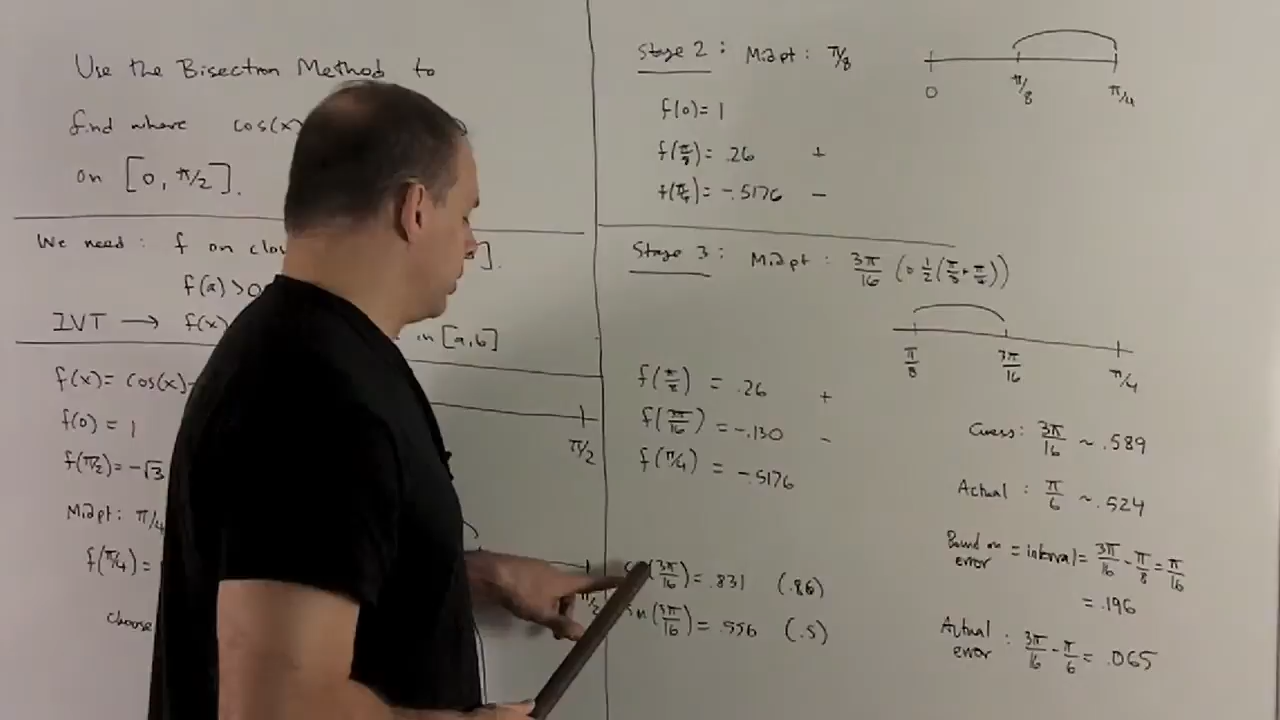 Use the Bisection Method to
find where cos(x)
on [0, π/2].
We need: f on
f(a) > 0
IVT → f(x) in [a,b]
f(x) = cos(x)-
f(0) = 1
f(π/2) = -√3
π/2
Midpt: π/4
f(π/4) =
choose
Stage 2: Midpt: π/8
0 π/8 π/4
f(0) = 1
f(π/8) = .26 +
f(π/4) = -.5176 -
Stage 3: Midpt: 3π/16 (0 1/2(π/8+π/4))
π/8 3π/16 π/4
f(π/8) = .26 +
f(3π/16) = -.130 -
f(π/4) = -.5176
(3π/16) = .831 (.86)
(3π/16) = .556 (.5)
Guess: 3π/16 ~ .589
Actual: π/6 ~ .524
Bound on error = interval = 3π/16 - π/8 = π/16
= .196
Actual error: 3π/16 - π/6 = .065